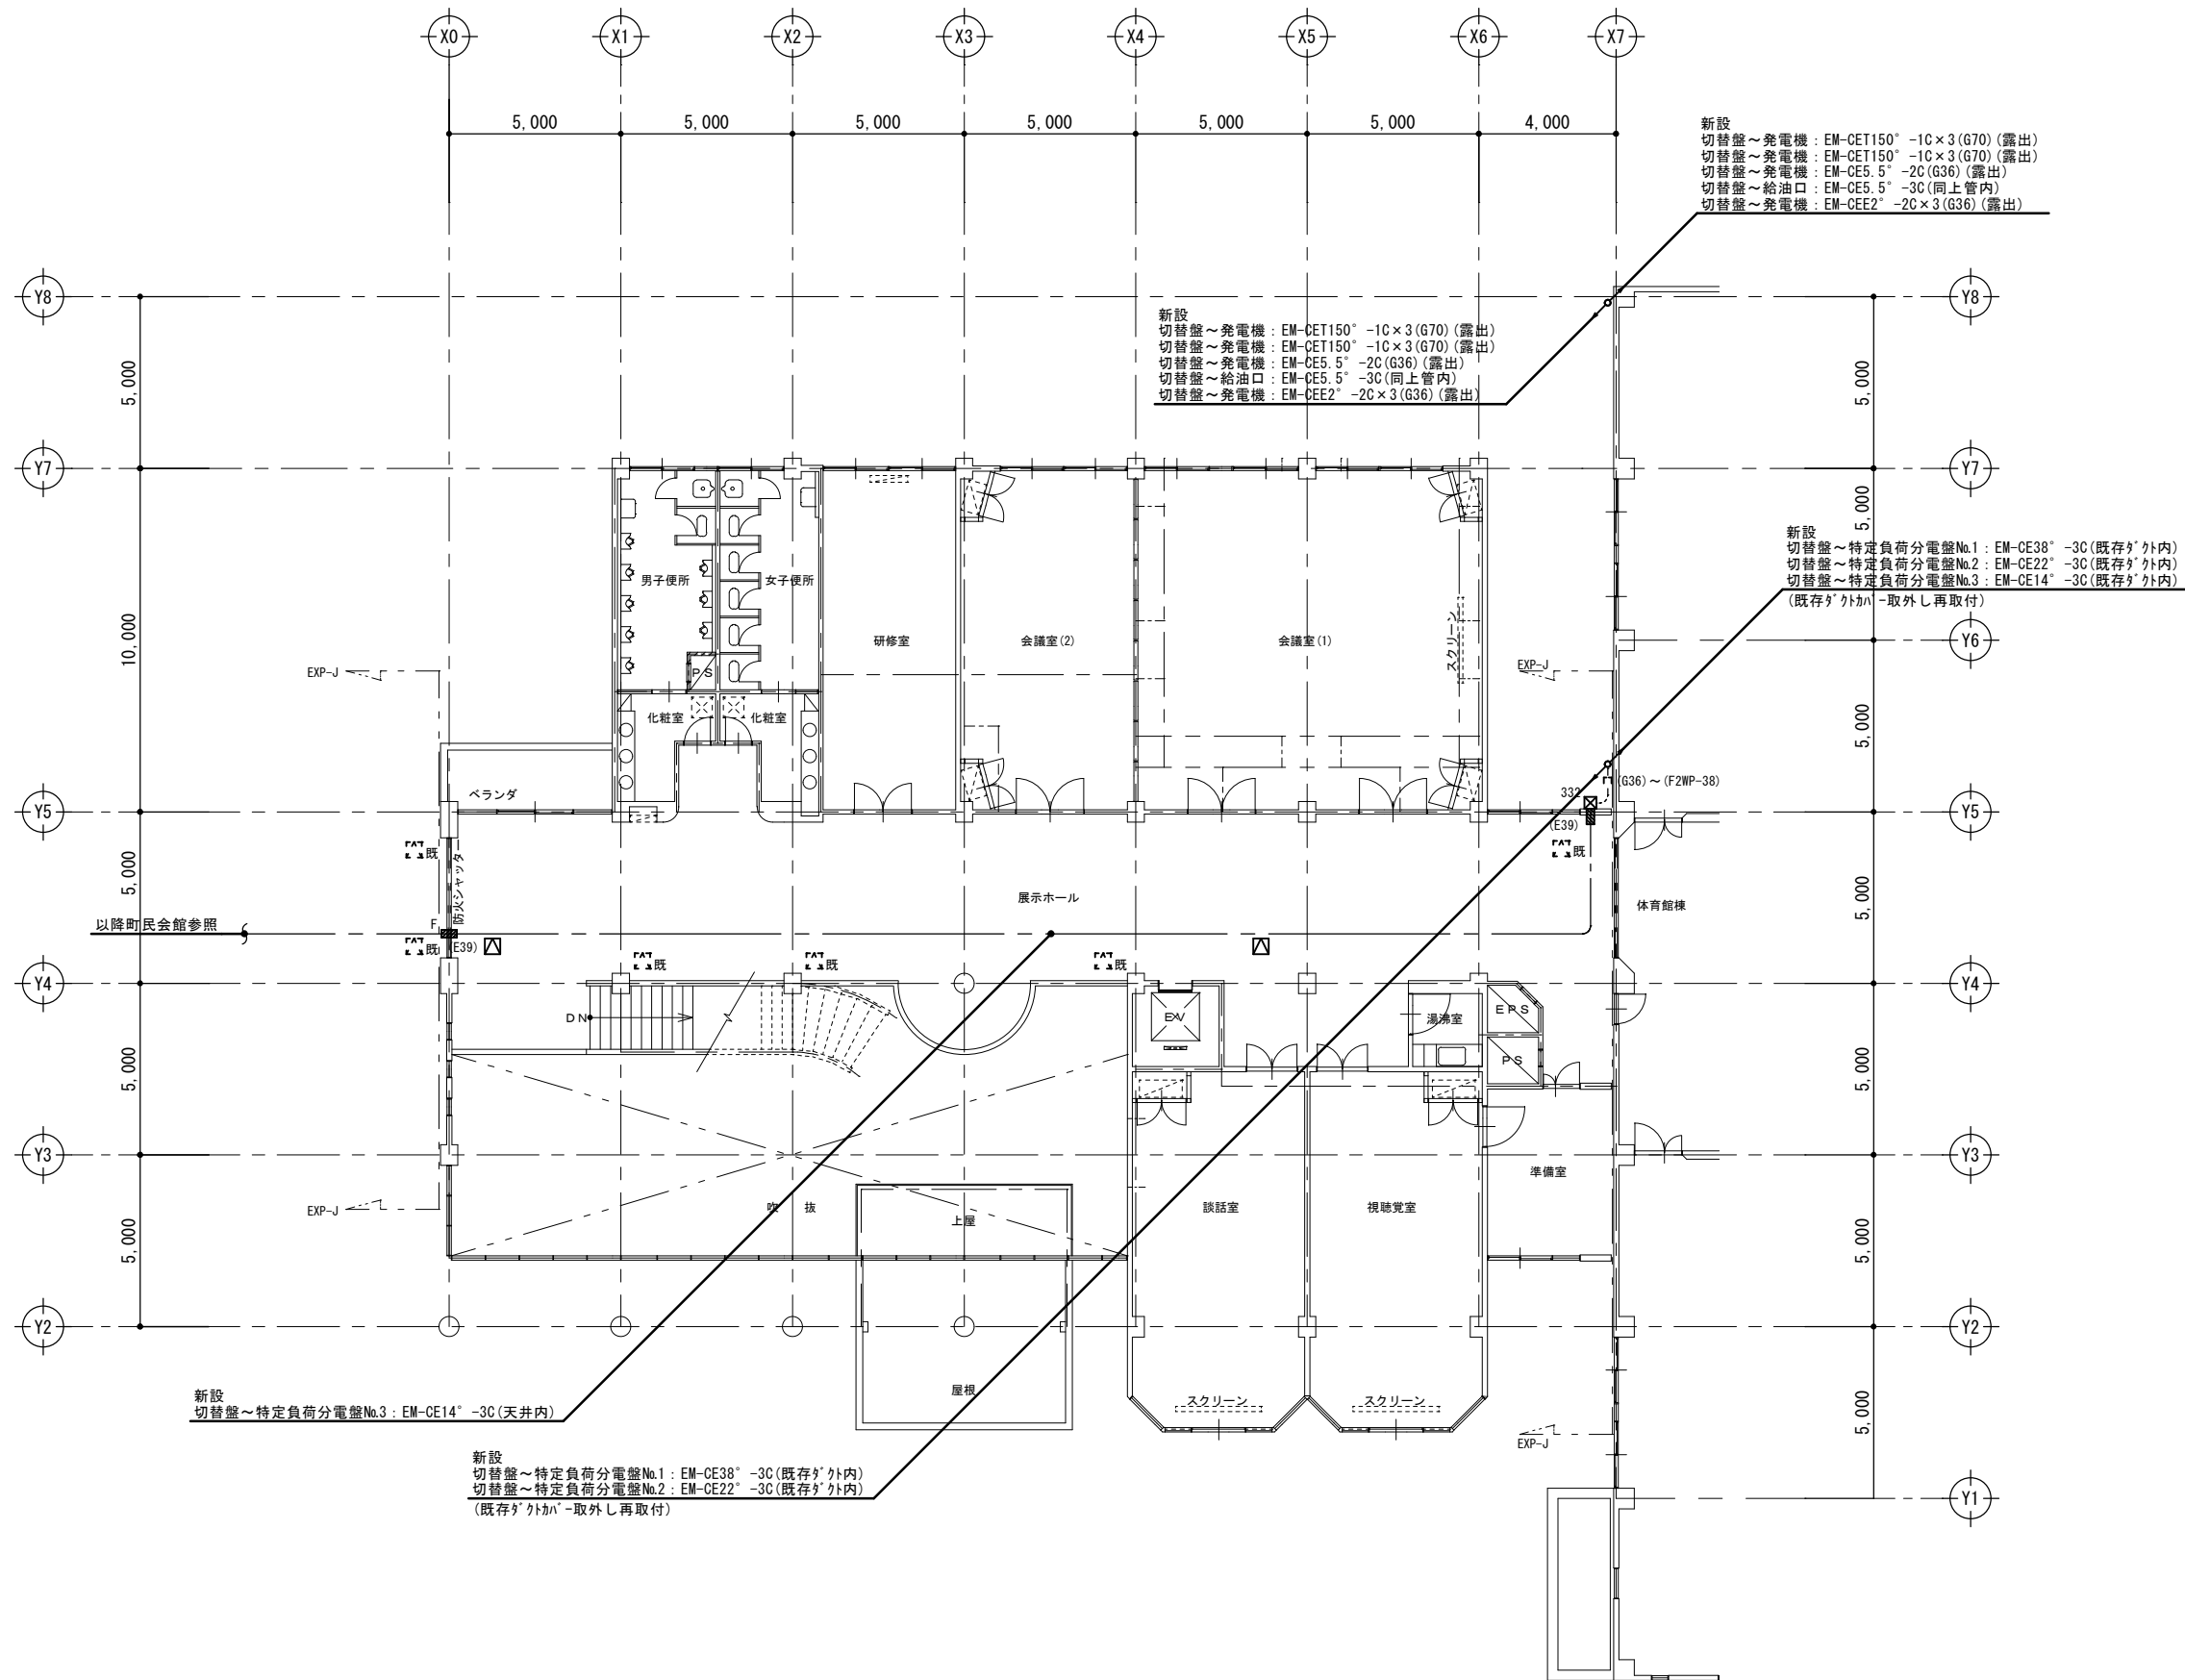 X0 X1 X2 X3 X4 X5 X6 X7
5,000 5,000 5,000 5,000 5,000 5,000 4,000
新設
切替盤～発電機：EM-CET150°-1C×3(G70)(露出)
切替盤～発電機：EM-CET150°-1C×3(G70)(露出)
切替盤～発電機：EM-CE5.5°-2C(G36)(露出)
切替盤～給油口：EM-CE5.5°-3C(同上管内)
切替盤～発電機：EM-CEE2°-2C×3(G36)(露出)
Y8 Y8
新設
切替盤～発電機：EM-CET150°-1C×3(G70)(露出)
切替盤～発電機：EM-CET150°-1C×3(G70)(露出)
切替盤～発電機：EM-CE5.5°-2C(G36)(露出)
切替盤～給油口：EM-CE5.5°-3C(同上管内)
切替盤～発電機：EM-CEE2°-2C×3(G36)(露出)
5,000 5,000
Y7 Y7
5,000
新設
切替盤～特定負荷分電盤№1：EM-CE38°-3C(既存ﾀﾞｸﾄ内)
切替盤～特定負荷分電盤№2：EM-CE22°-3C(既存ﾀﾞｸﾄ内)
切替盤～特定負荷分電盤№3：EM-CE14°-3C(既存ﾀﾞｸﾄ内)
(既存ﾀﾞｸﾄｶﾊﾞｰ取外し再取付)
男子便所 女子便所
10,000
研修室 会議室(2) 会議室(1) スクリーン
Y6
EXP-J PS EXP-J
化粧室 化粧室
5,000
ベランダ
332 (G36)～(F2WP-38)
Y5 Y5
(E39)
既 既
防火シャッター
5,000 5,000
展示ホール 体育館棟
以降町民会館参照
F
既 (E39)
既 既 既
Y4 Y4
DN EV 湯沸室 EPS
PS
5,000 5,000
Y3 Y3
準備室
EXP-J 吹抜 上屋 談話室 視聴覚室
5,000 5,000
Y2 Y2
屋根 スクリーン スクリーン
5,000
新設
切替盤～特定負荷分電盤№3：EM-CE14°-3C(天井内)
EXP-J
新設
切替盤～特定負荷分電盤№1：EM-CE38°-3C(既存ﾀﾞｸﾄ内)
切替盤～特定負荷分電盤№2：EM-CE22°-3C(既存ﾀﾞｸﾄ内)
(既存ﾀﾞｸﾄｶﾊﾞｰ取外し再取付)
Y1